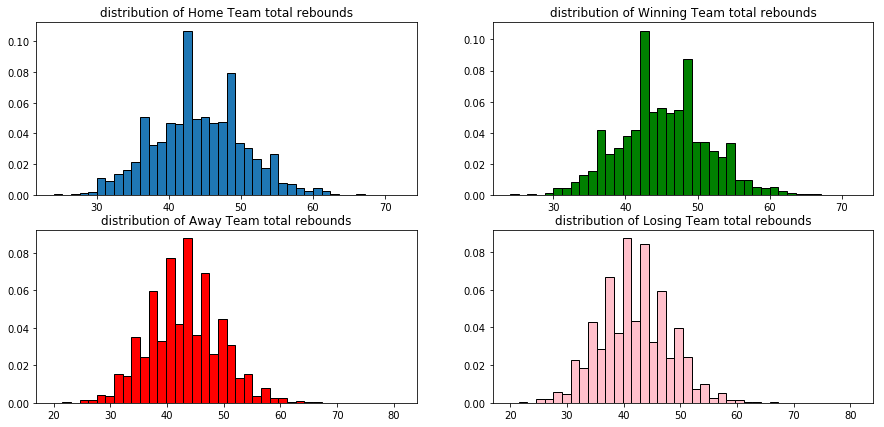 distribution of Home Team total rebounds
0.10
0.08
0.06
0.04
0.02
0.00
30 40 50 60 70
distribution of Winning Team total rebounds
0.10
0.08
0.06
0.04
0.02
0.00
30 40 50 60 70
distribution of Away Team total rebounds
0.08
0.06
0.04
0.02
0.00
20 30 40 50 60 70 80
distribution of Losing Team total rebounds
0.08
0.06
0.04
0.02
0.00
20 30 40 50 60 70 80